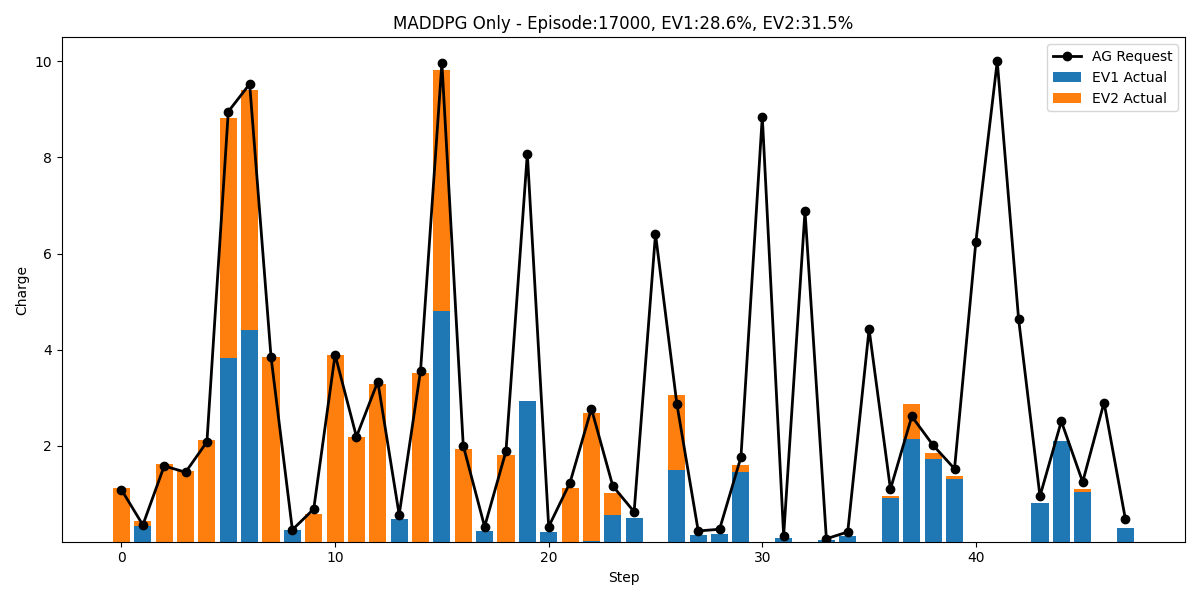 MADDPG Only - Episode:17000, EV1:28.6%, EV2:31.5%
10
8
6
4
2
Charge
AG Request
EV1 Actual
EV2 Actual
0
10
20
30
40
Step